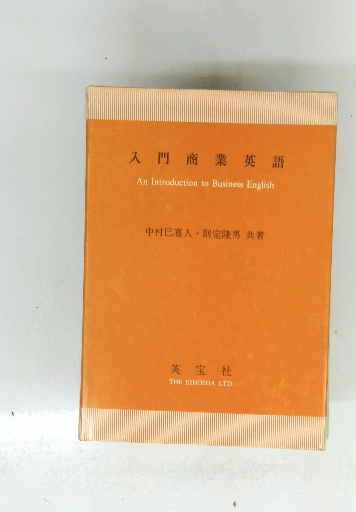 入門商業英語
An Introduction to Business English
中村巳喜人・則定隆男 共著
英宝社
THE EIHŌSHA LTD.